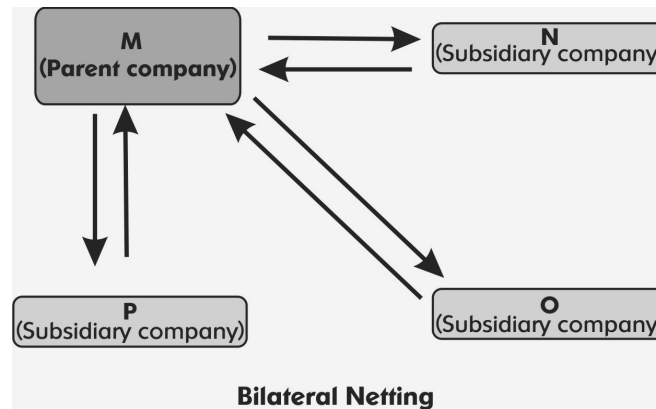 M
(Parent company)
N
(Subsidiary company
P
(Subsidiary company)
O
(Subsidiary company
Bilateral Netting